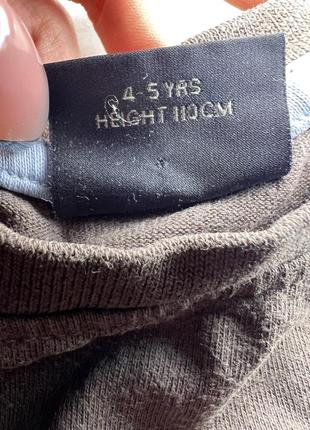 4-5 YRS
HEIGHT 110CM